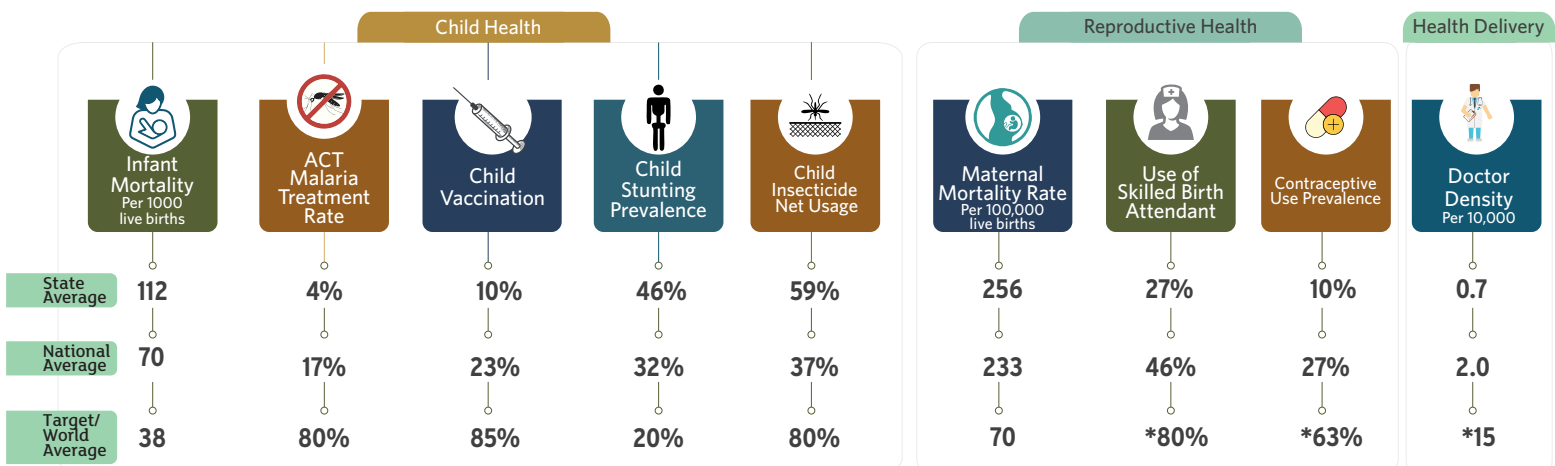 Child Health
Reproductive Health
Health Delivery
Infant
Mortality
Per 1000
live births
ACT
Malaria
Treatment
Rate
Child
Vaccination
Child
Stunting
Prevalence
Child
Insecticide
Net Usage
Maternal
Mortality Rate
Per 100,000
live births
Use of
Skilled Birth
Attendant
Contraceptive
Use Prevalence
Doctor
Density
Per 10,000
State
Average
112
4%
10%
46%
59%
256
27%
10%
0.7
National
Average
70
17%
23%
32%
37%
233
46%
27%
2.0
Target/
World
Average
38
80%
85%
20%
80%
70
*80%
*63%
*15